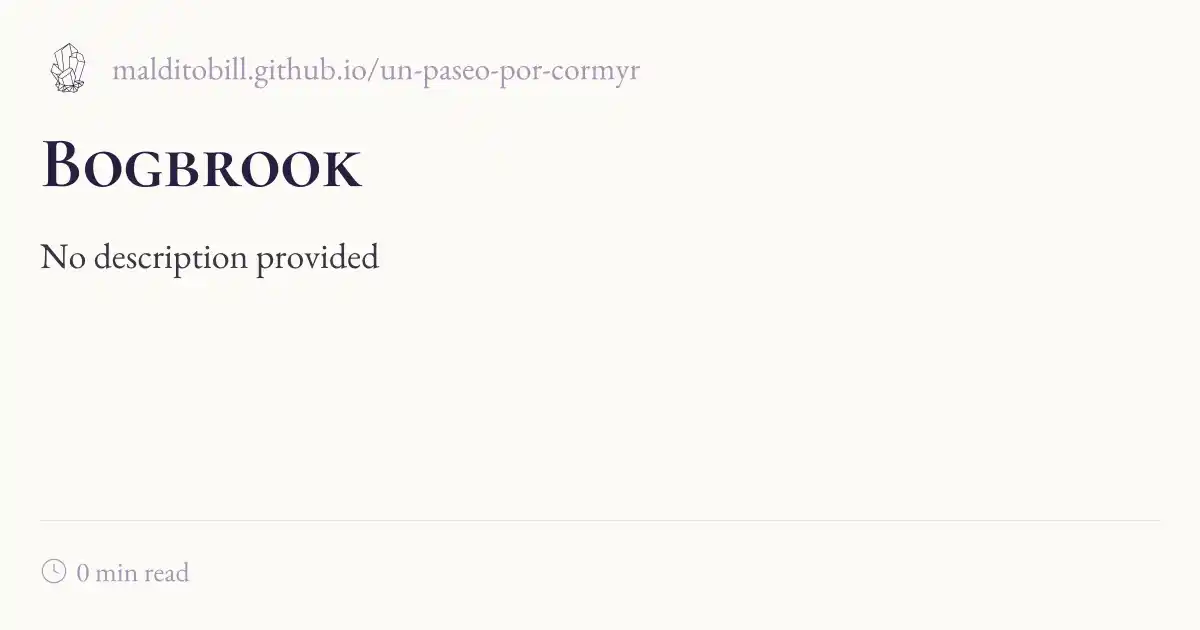 malditobill.github.io/un-paseo-por-cormyr
Bogbrook
No description provided
0 min read